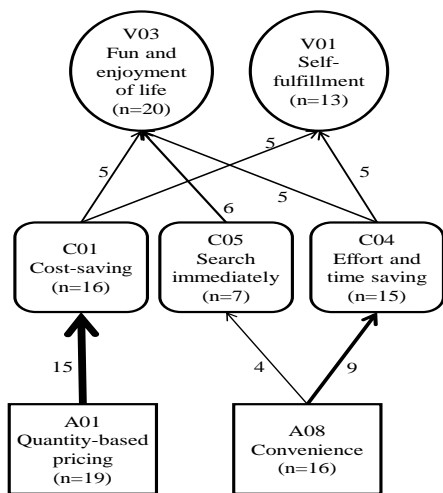 V03
Fun and
enjoyment
of life
(n=20)
V01
Self-
fulfillment
(n=13)
5
5
6
5
5
C01
Cost-saving
(n=16)
C05
Search
immediately
(n=7)
C04
Effort and
time saving
(n=15)
15
4
9
A01
Quantity-based
pricing
(n=19)
A08
Convenience
(n=16)